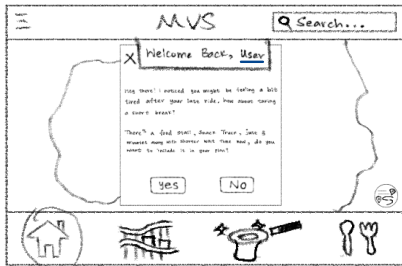 MVS
Search...
X
Welcome Back, User
Hey there! I noticed you might be feeling a bit
tired after your last ride, how about taking
a short break?
There's a food stall, Snack Track, just 3
minutes away with shorter wait time now, do you
want to include it in your plan?
Yes
No